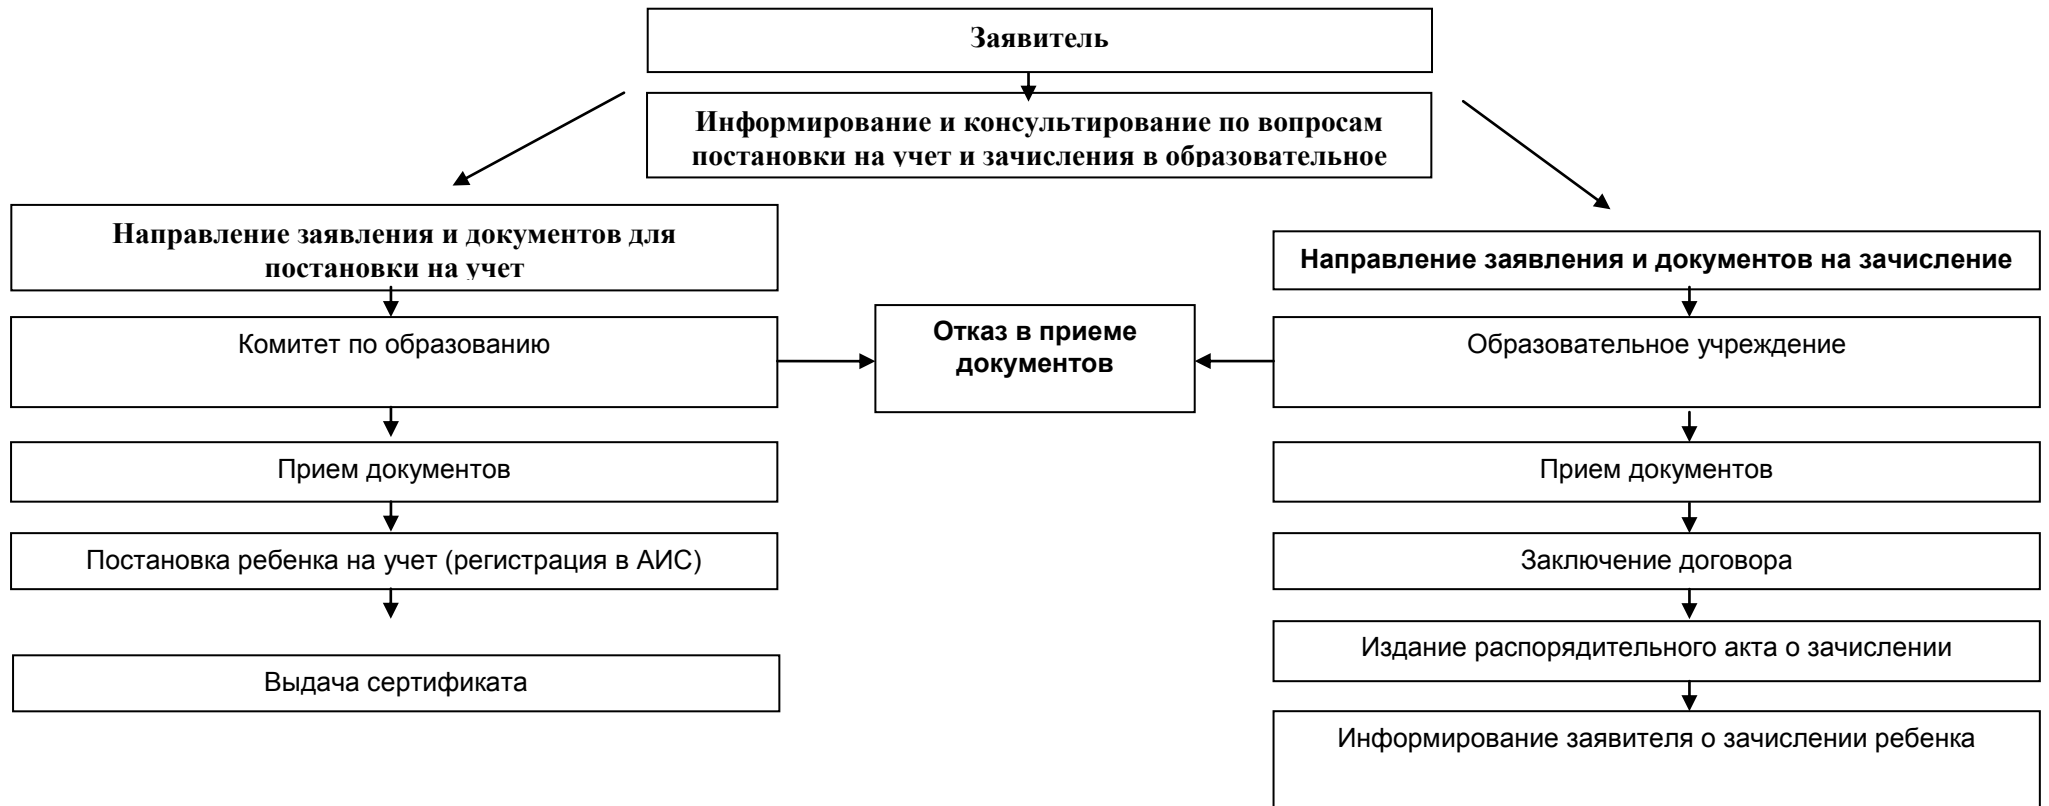 Заявитель
Информирование и консультирование по вопросам
постановки на учет и зачисления в образовательное
Направление заявления и документов для
постановки на учет
Направление заявления и документов на зачисление
Комитет по образованию
Отказ в приеме
документов
Образовательное учреждение
Прием документов
Прием документов
Постановка ребенка на учет (регистрация в АИС)
Заключение договора
Издание распорядительного акта о зачислении
Выдача сертификата
Информирование заявителя о зачислении ребенка